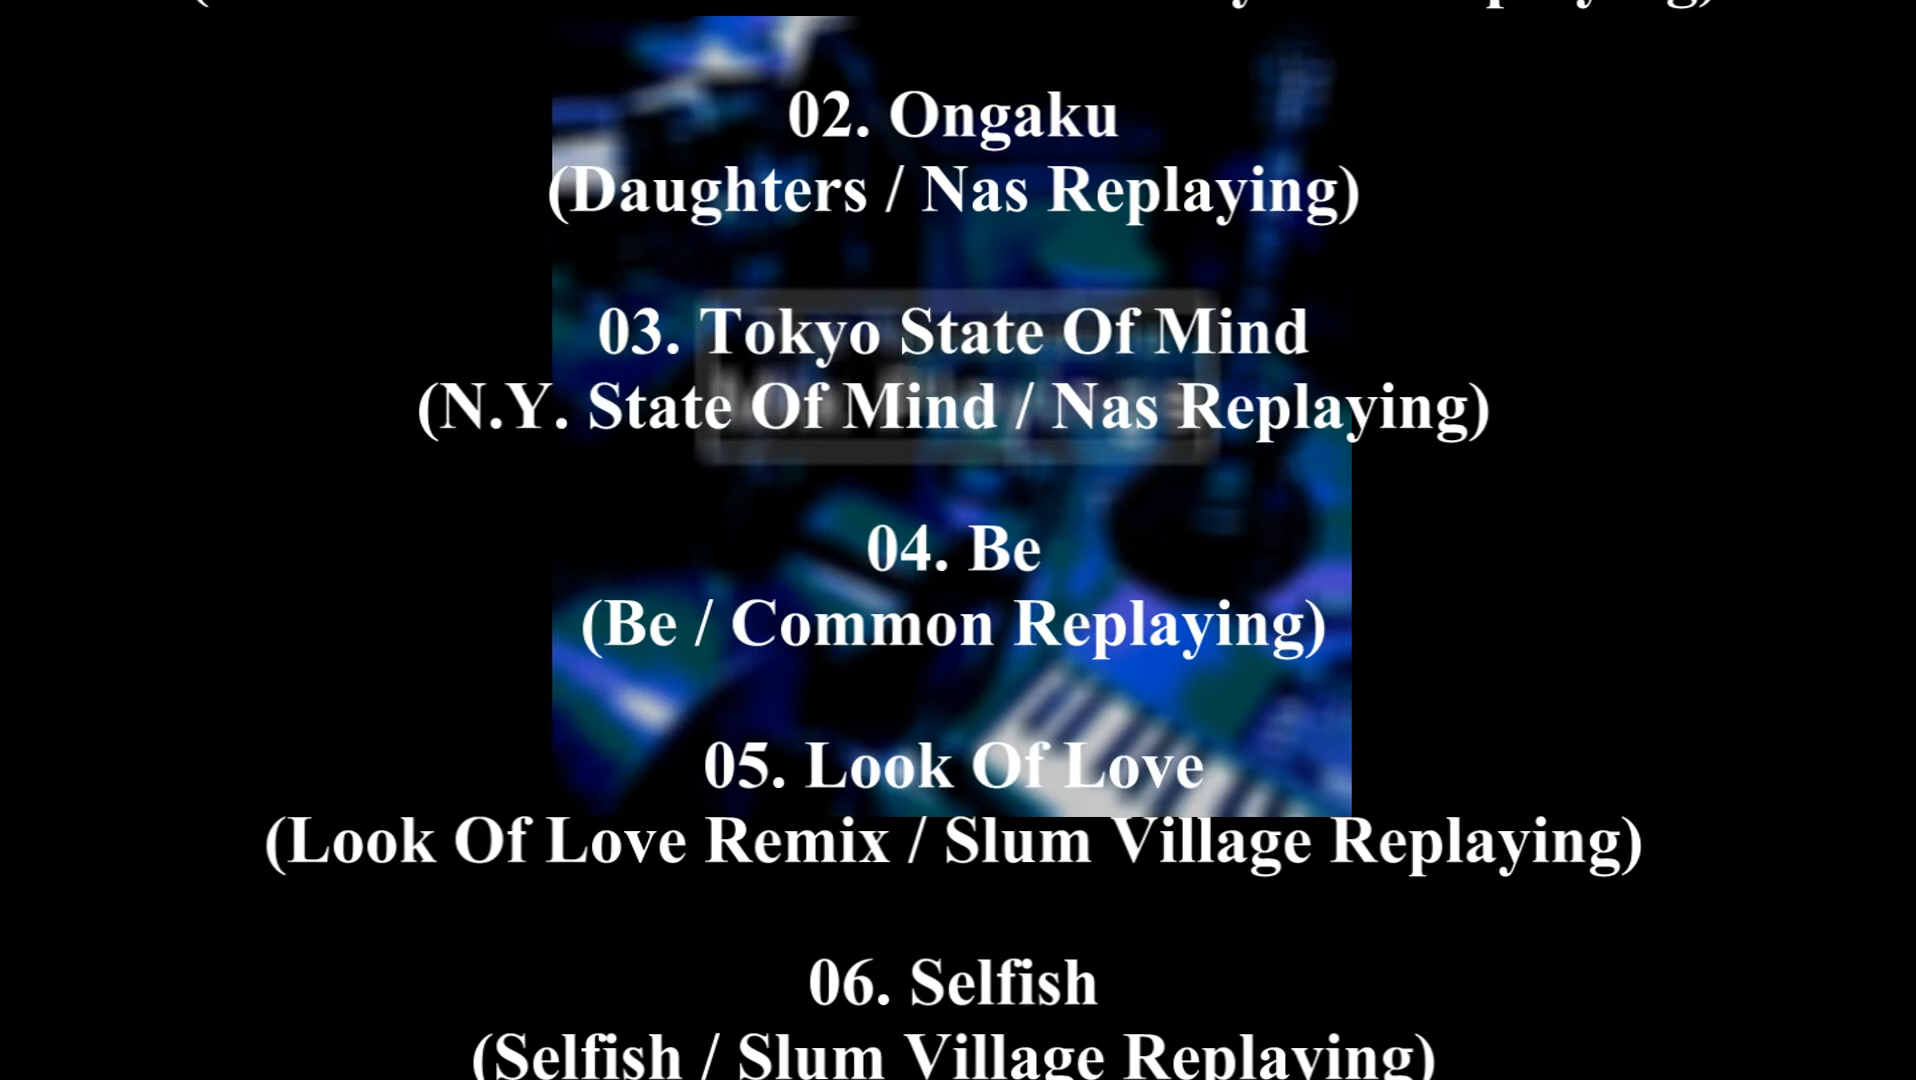 02. Ongaku
(Daughters / Nas Replaying)
03. Tokyo State Of Mind
(N.Y. State Of Mind / Nas Replaying)
04. Be
(Be / Common Replaying)
05. Look Of Love
(Look Of Love Remix / Slum Village Replaying)
06. Selfish
(Selfish / Slum Village Replaying)